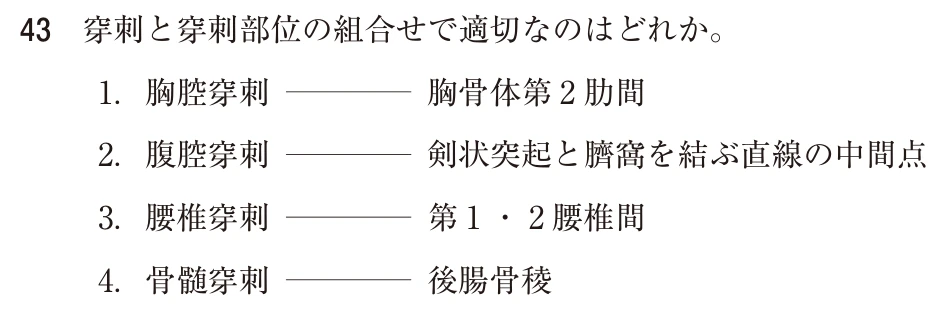 43 穿刺と穿刺部位の組合せで適切なのはどれか。
1. 胸腔穿刺 ―――― 胸骨体第2肋間
2. 腹腔穿刺 ―――― 剣状突起と臍窩を結ぶ直線の中間点
3. 腰椎穿刺 ―――― 第1・2腰椎間
4. 骨髄穿刺 ―――― 後腸骨稜